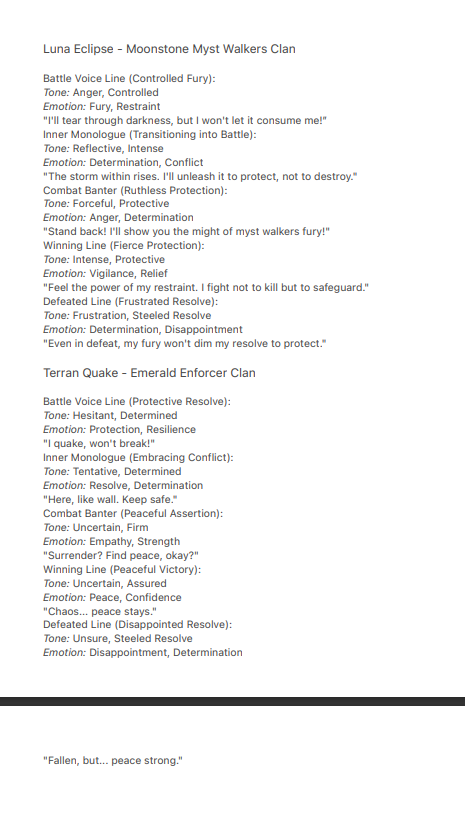 Luna Eclipse - Moonstone Myst Walkers Clan
Battle Voice Line (Controlled Fury):
Tone: Anger, Controlled
Emotion: Fury, Restraint
"I'll tear through darkness, but I won't let it consume me!"
Inner Monologue (Transitioning into Battle):
Tone: Reflective, Intense
Emotion: Determination, Conflict
"The storm within rises. I'll unleash it to protect, not to destroy."
Combat Banter (Ruthless Protection):
Tone: Forceful, Protective
Emotion: Anger, Determination
"Stand back! I'll show you the might of myst walkers fury!"
Winning Line (Fierce Protection):
Tone: Intense, Protective
Emotion: Vigilance, Relief
"Feel the power of my restraint. I fight not to kill but to safeguard."
Defeated Line (Frustrated Resolve):
Tone: Frustration, Steeled Resolve
Emotion: Determination, Disappointment
"Even in defeat, my fury won't dim my resolve to protect."
Terran Quake - Emerald Enforcer Clan
Battle Voice Line (Protective Resolve):
Tone: Hesitant, Determined
Emotion: Protection, Resilience
"I quake, won't break!"
Inner Monologue (Embracing Conflict):
Tone: Tentative, Determined
Emotion: Resolve, Determination
"Here, like wall. Keep safe."
Combat Banter (Peaceful Assertion):
Tone: Uncertain, Firm
Emotion: Empathy, Strength
"Surrender? Find peace, okay?"
Winning Line (Peaceful Victory):
Tone: Uncertain, Assured
Emotion: Peace, Confidence
"Chaos... peace stays."
Defeated Line (Disappointed Resolve):
Tone: Unsure, Steeled Resolve
Emotion: Disappointment, Determination
"Fallen, but... peace strong."